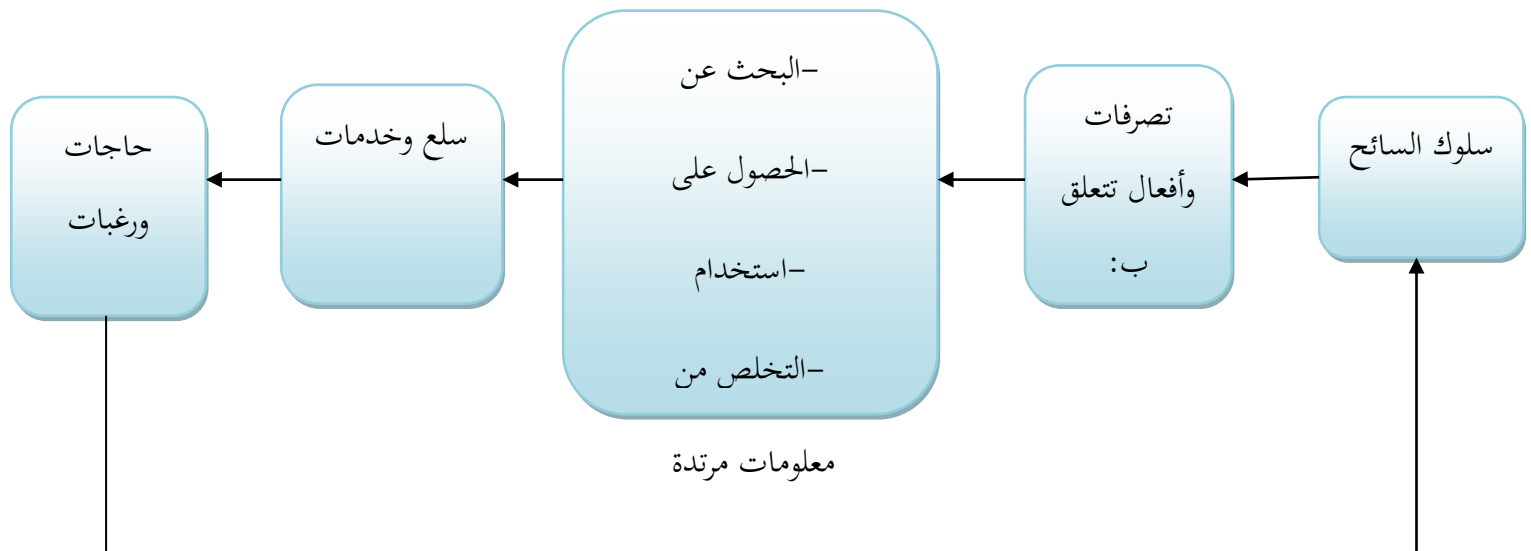 سلوك السائح
تصرفات
وأفعال تتعلق
ب:
-البحث عن
-الحصول على
-استخدام
-التخلص من
سلع وخدمات
حاجات
ورغبات
معلومات مرتدة